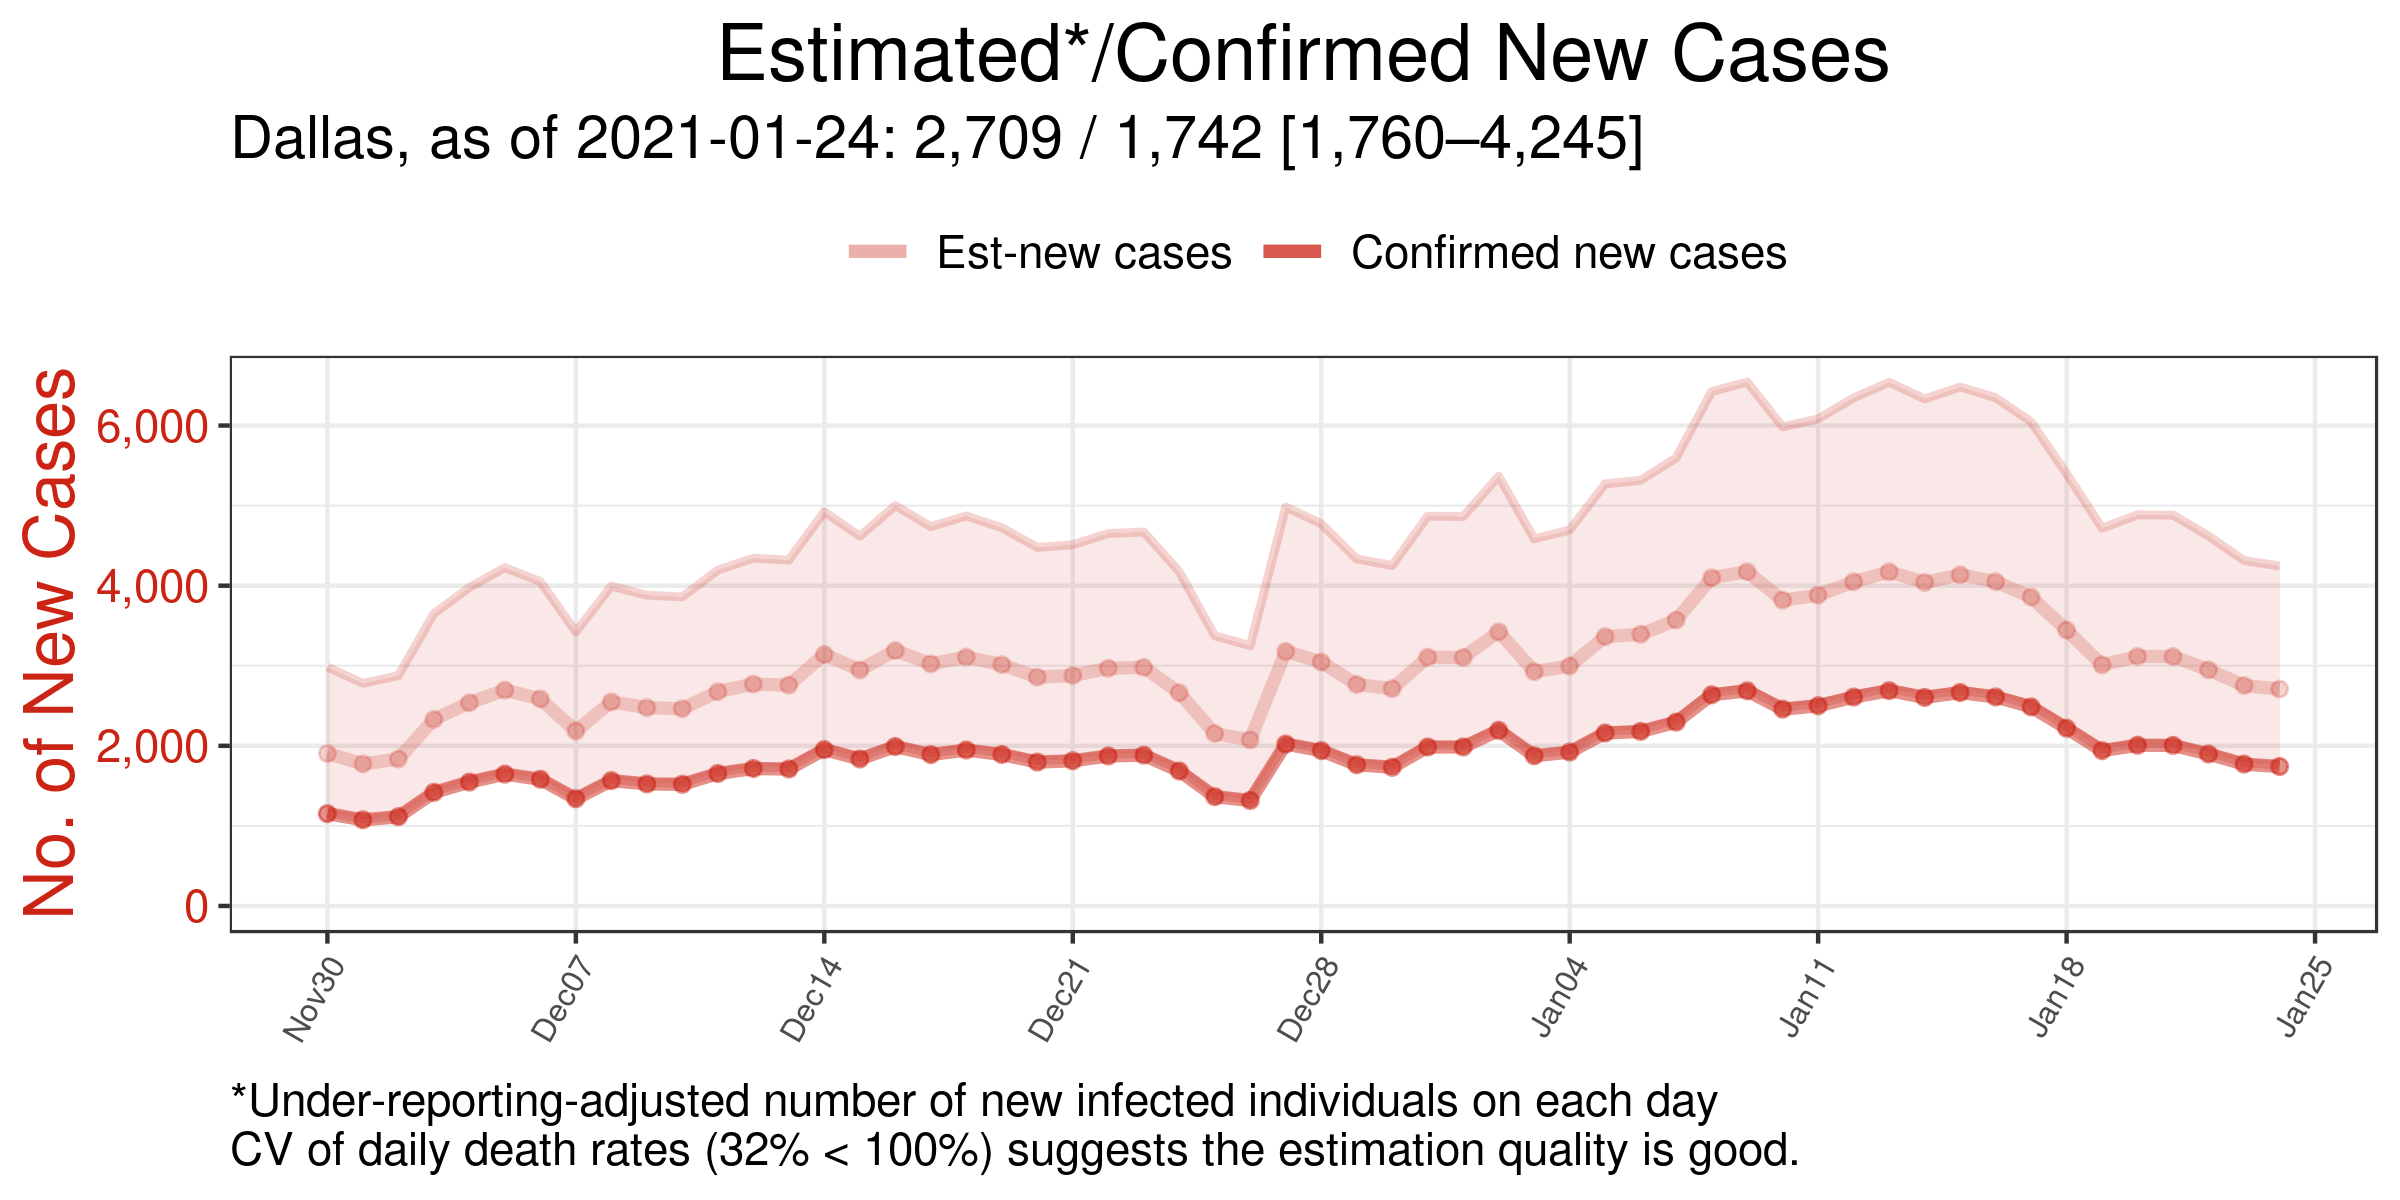 Estimated*/Confirmed New Cases
Dallas, as of 2021-01-24: 2,709 / 1,742 [1,760–4,245]
Est-new cases
Confirmed new cases
No. of New Cases
6,000
4,000
2,000
0
Nov30
Dec07
Dec14
Dec21
Dec28
Jan04
Jan11
Jan18
Jan25
*Under-reporting-adjusted number of new infected individuals on each day
CV of daily death rates (32% < 100%) suggests the estimation quality is good.